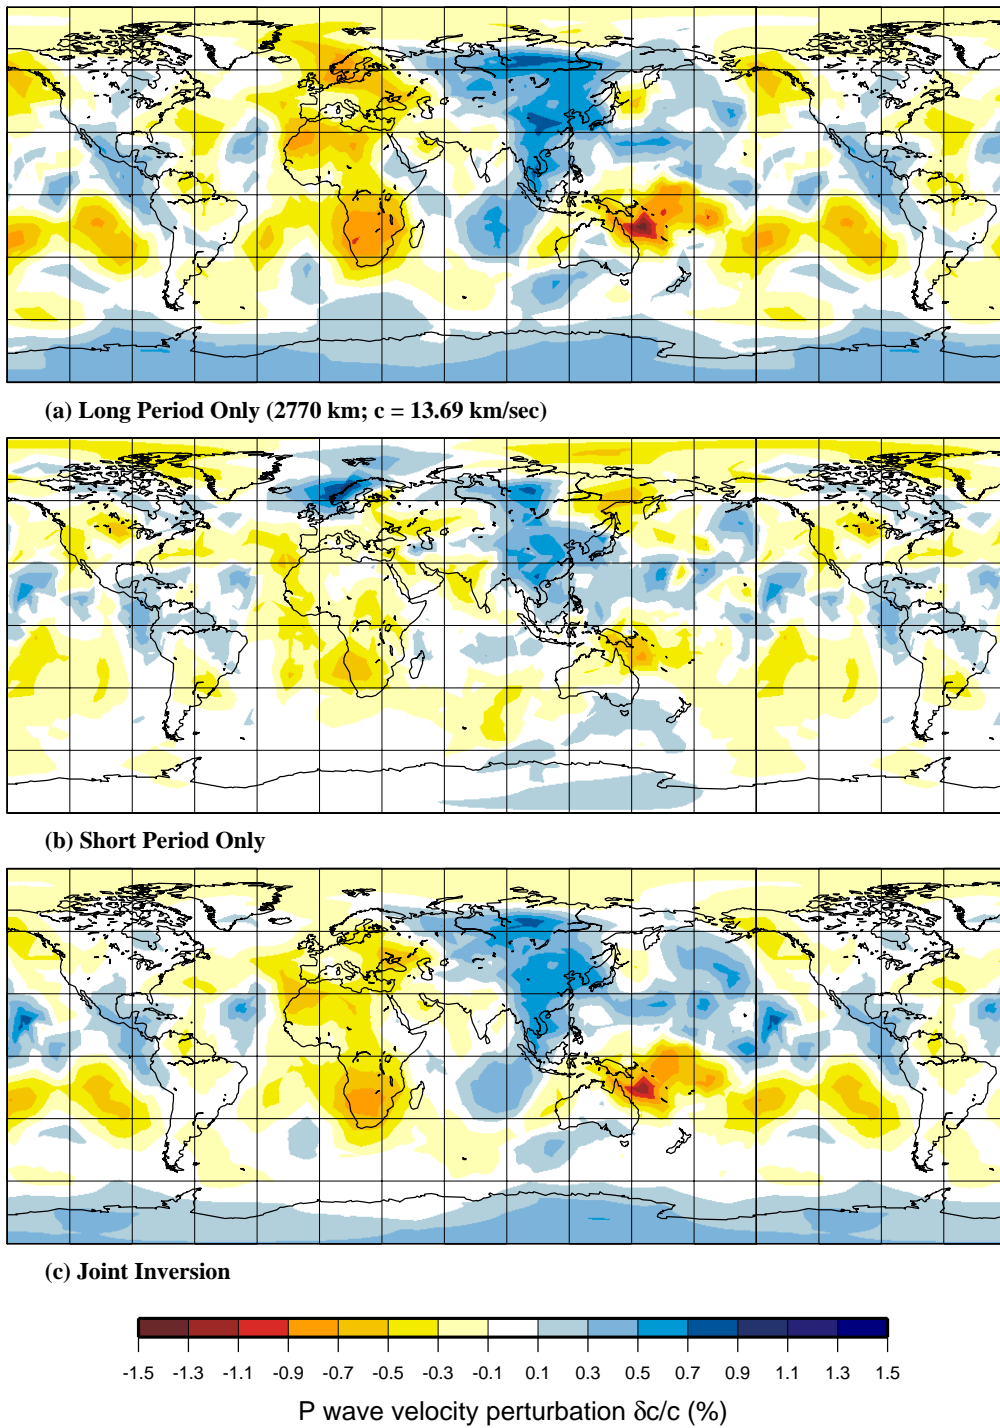 (a) Long Period Only (2770 km; c = 13.69 km/sec)
(b) Short Period Only
(c) Joint Inversion
-1.5 -1.3 -1.1 -0.9 -0.7 -0.5 -0.3 -0.1 0.1 0.3 0.5 0.7 0.9 1.1 1.3 1.5
P wave velocity perturbation δc/c (%)